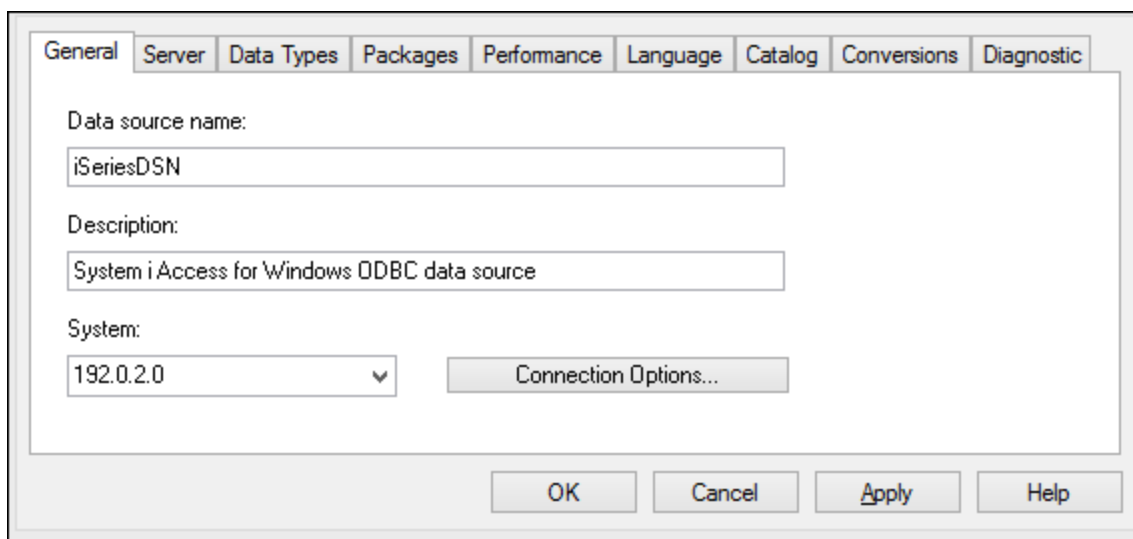 General Server Data Types Packages Performance Language Catalog Conversions Diagnostic
Data source name:
iSeriesDSN
Description:
System i Access for Windows ODBC data source
System:
192.0.2.0 Connection Options...
OK Cancel Apply Help